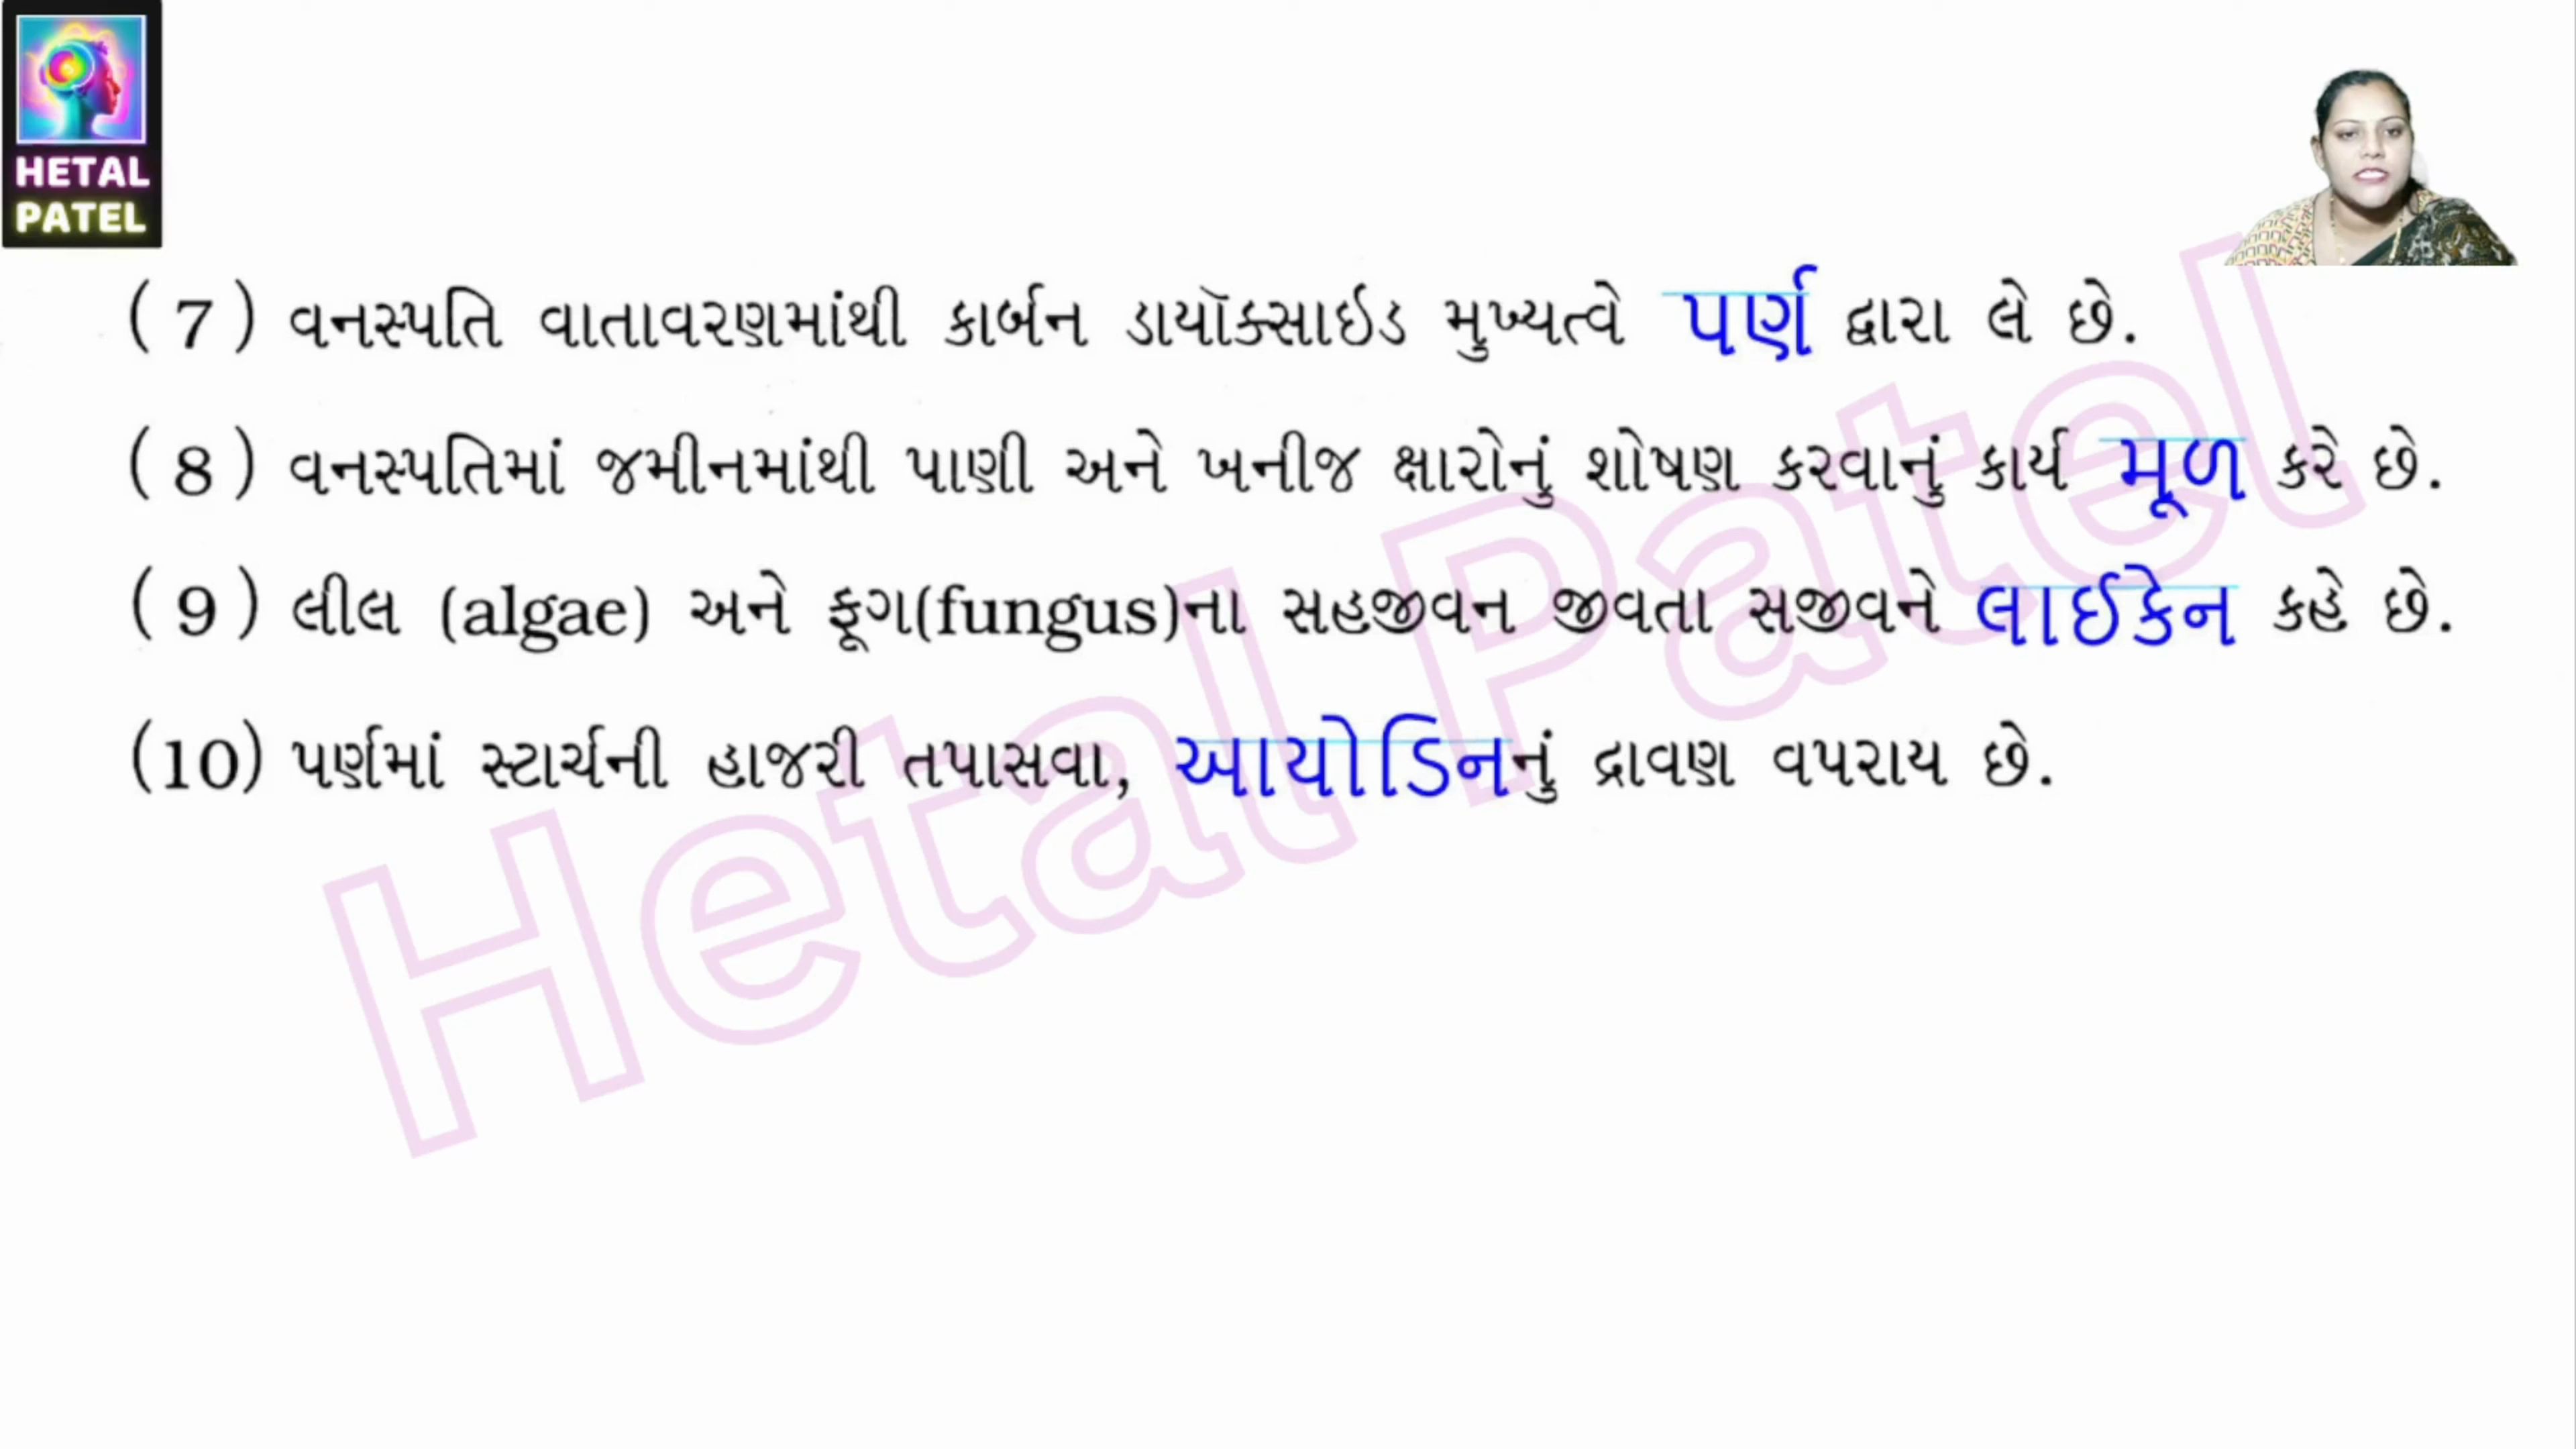 HETAL
PATEL
( 7 ) વનસ્પતિ વાતાવરણમાંથી કાર્બન ડાયૉક્સાઇડ મુખ્યત્વે પર્ણ દ્વારા લે છે.
( 8 ) વનસ્પતિમાં જમીનમાંથી પાણી અને ખનીજ ક્ષારોનું શોષણ કરવાનું કાર્ય મૂળ કરે છે.
( 9 ) લીલ (algae) અને ફૂગ(fungus)ના સહજીવન જીવતા સજીવને લાઈકેન કહે છે.
(10) પર્ણમાં સ્ટાર્ચની હાજરી તપાસવા, આયોડિનનું દ્રાવણ વપરાય છે.
Hetal Patel